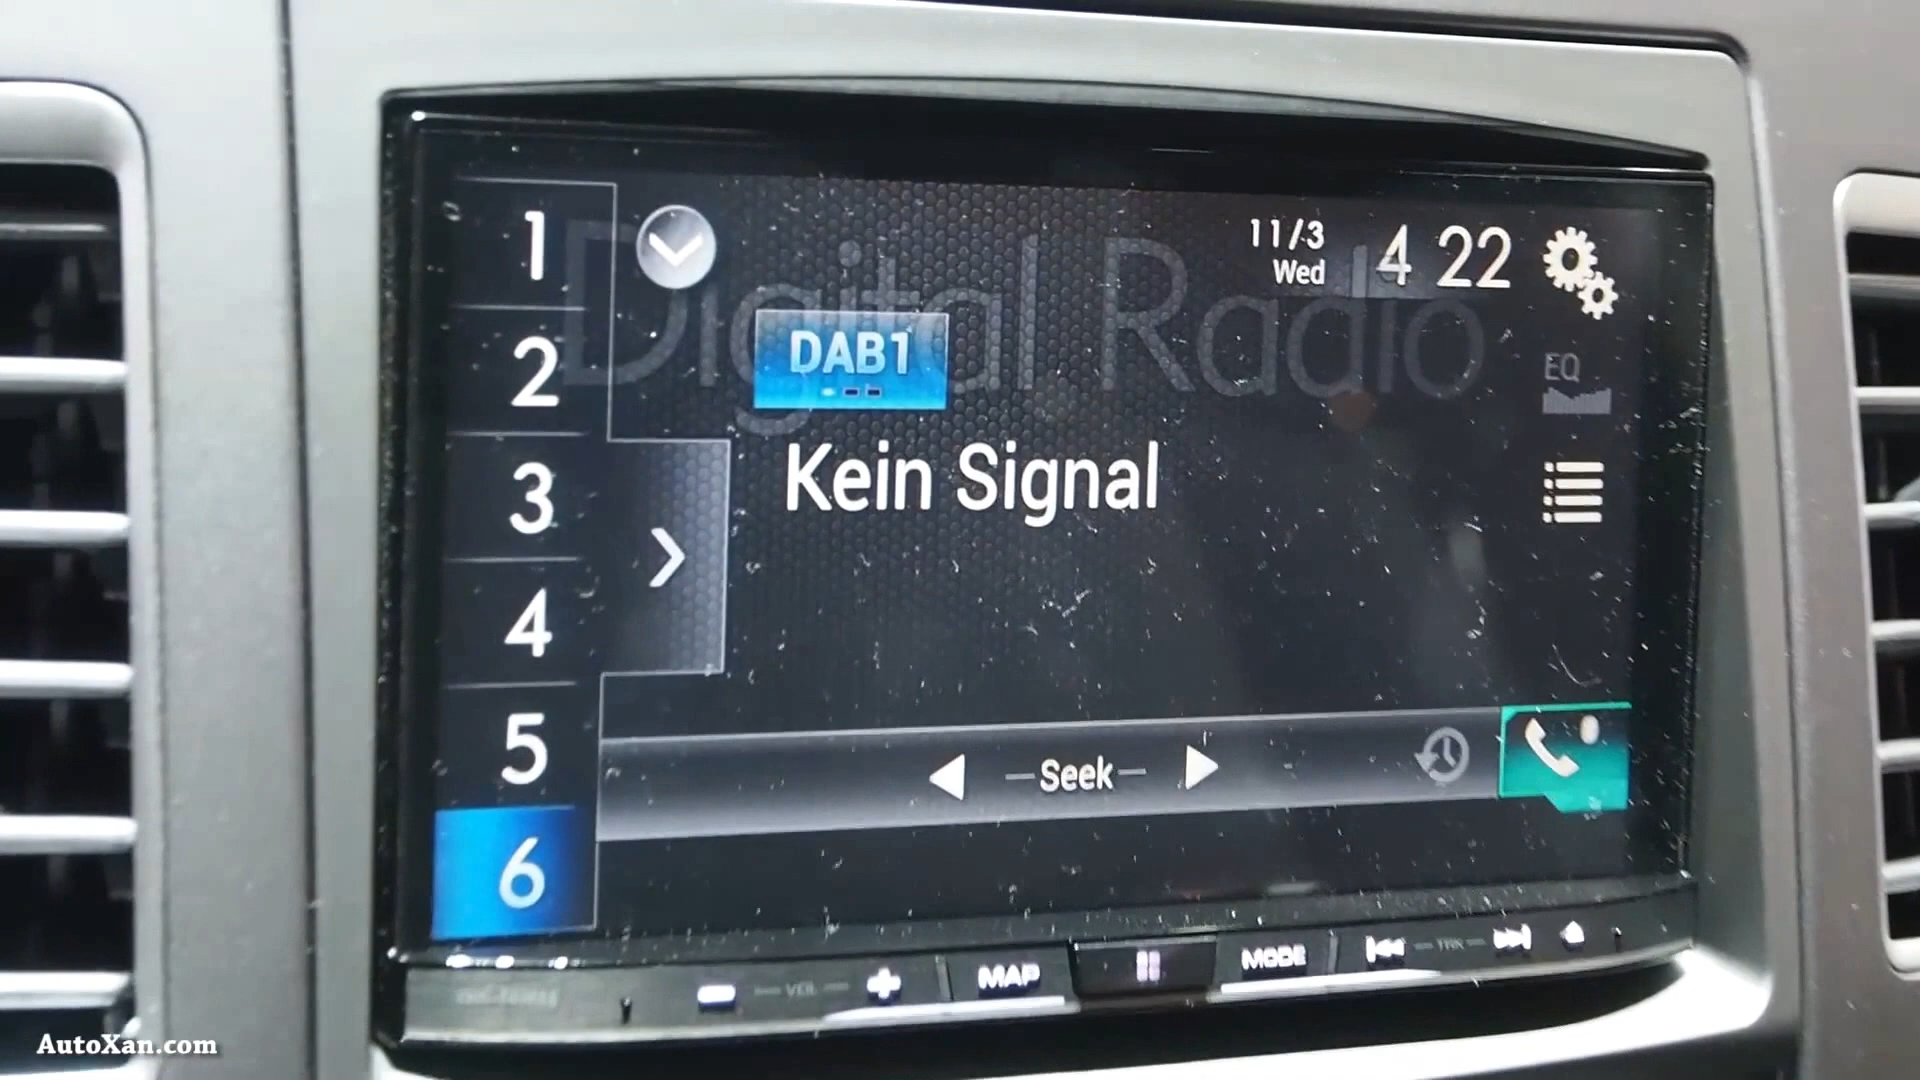 1
2
3
4
5
6
Digital Radio
11/3
Wed
4 22
DAB1
EQ
Kein Signal
Seek
VOL
MAP
MODE
TRK
AutoXan.com